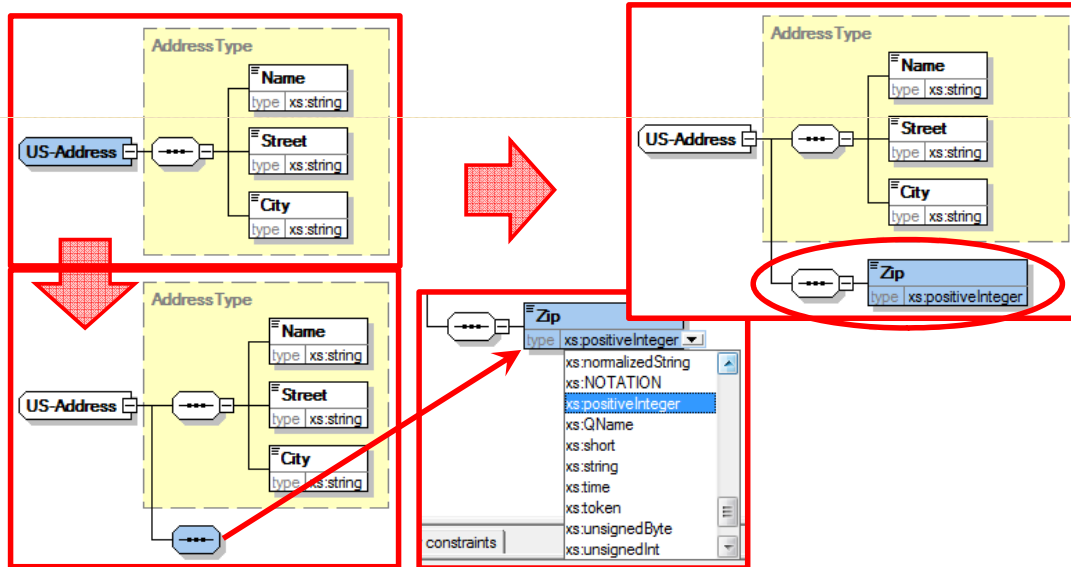 AddressType
Name
type xs:string
US-Address
Street
type xs:string
City
type xs:string
AddressType
Name
type xs:string
US-Address
Street
type xs:string
City
type xs:string
Zip
type xs:positiveInteger
AddressType
Name
type xs:string
US-Address
Street
type xs:string
City
type xs:string
Zip
type xs:positiveInteger
xs:normalizedString
xs:NOTATION
xs:positiveInteger
xs:QName
xs:short
xs:string
xs:time
xs:token
xs:unsignedByte
xs:unsignedInt
constraints